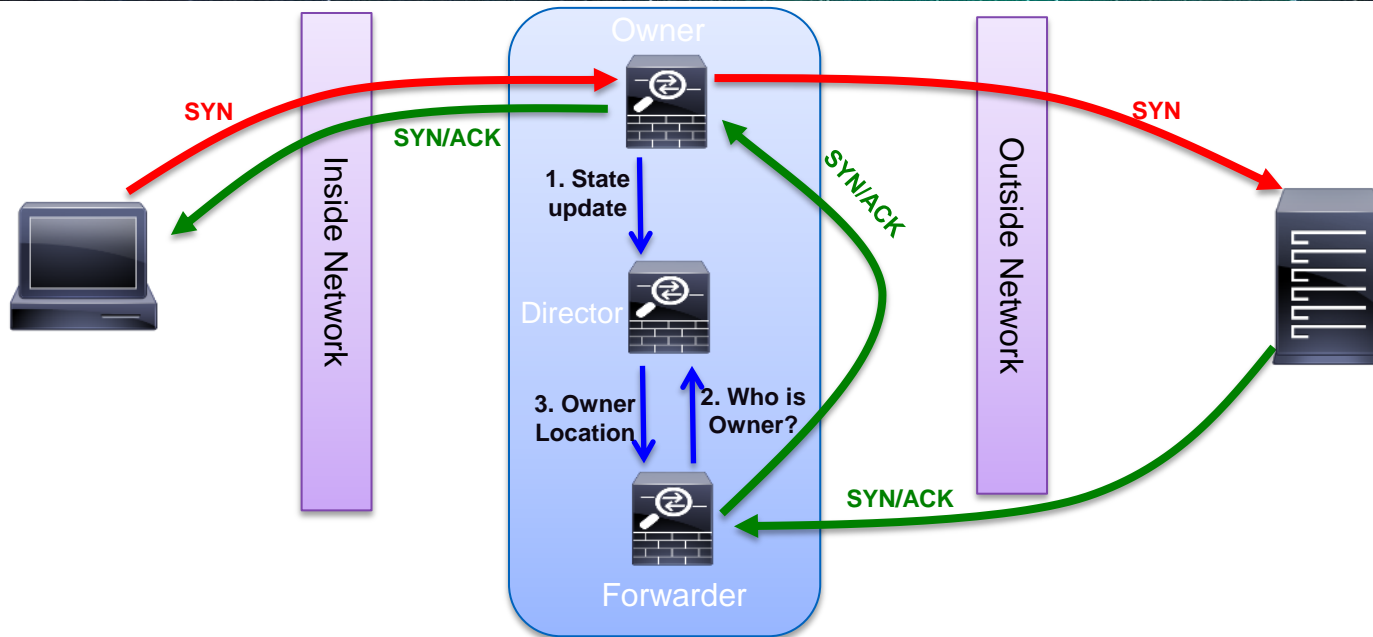 Owner
SYN
SYN
SYN/ACK
SYN/ACK
1. State
update
Inside Network
Outside Network
Director
3. Owner
Location
2. Who is
Owner?
SYN/ACK
Forwarder